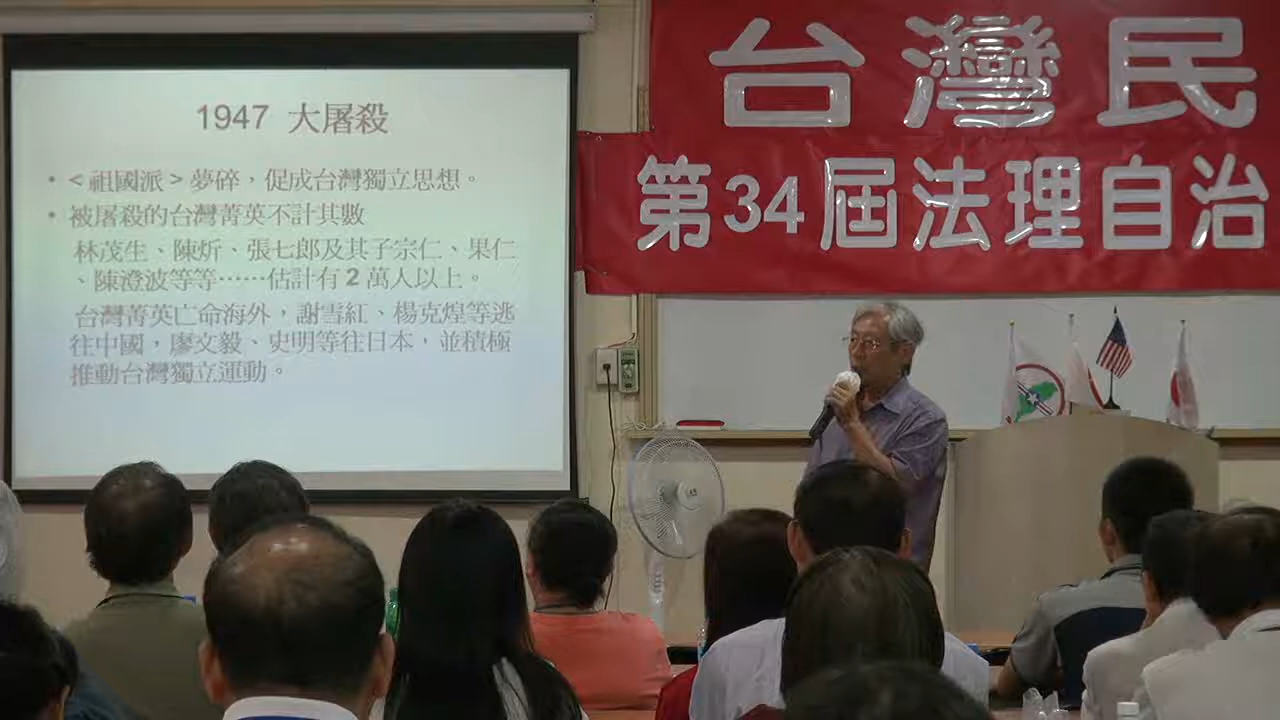 1947 大屠殺
• < 祖國派 > 夢碎，促成台灣獨立思想。
• 被屠殺的台灣菁英不計其數
林茂生、陳炘、張七郎及其子宗仁、果仁
、陳澄波等等⋯⋯估計有 2 萬人以上。
台灣菁英亡命海外，謝雪紅、楊克煌等逃
往中國，廖文毅、史明等往日本，並積極
推動台灣獨立運動。
台灣民
第34屆法理自治